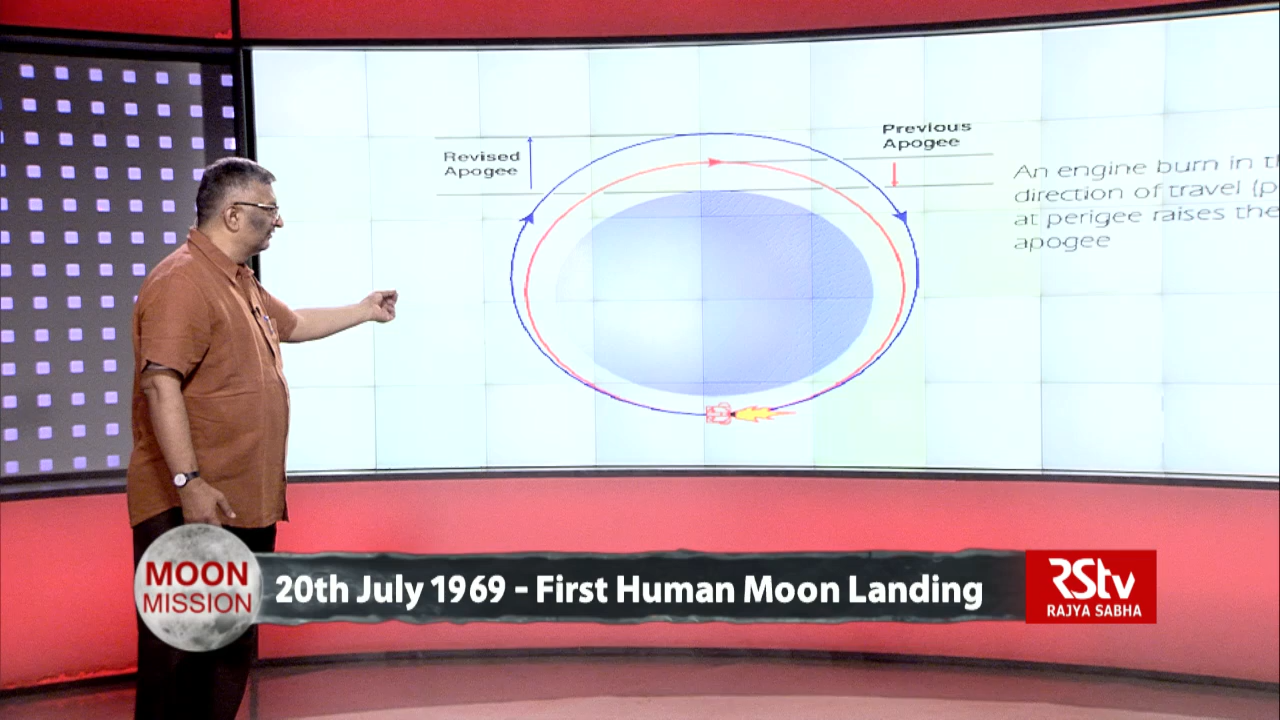 Previous
Apogee
Revised
Apogee
An engine burn in
direction of travel
at perigee raises the
apogee
MOON
MISSION
20th July 1969 - First Human Moon Landing
RStv
RAJYA SABHA